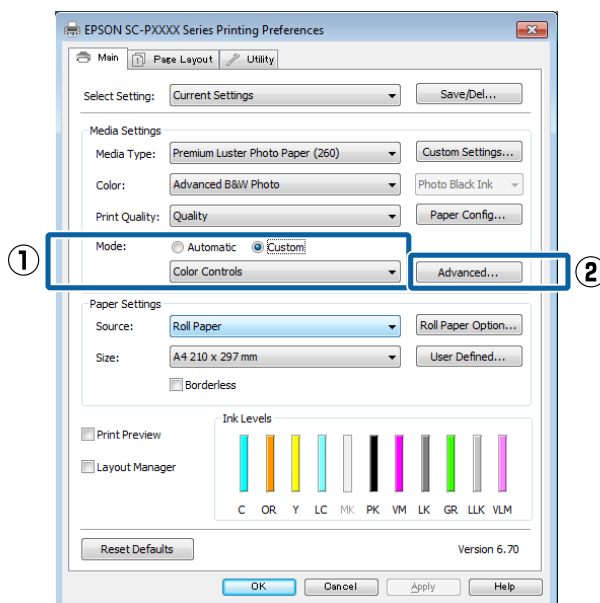 EPSON SC-PXXXX Series Printing Preferences
Main Page Layout Utility
Select Setting: Current Settings Save/Del...
Media Settings
Media Type: Premium Luster Photo Paper (260) Custom Settings...
Color: Advanced B&W Photo Photo Black Ink
Print Quality: Quality Paper Config...
Mode: Automatic Custom
① Color Controls Advanced... ②
Paper Settings
Source: Roll Paper Roll Paper Option...
Size: A4 210 x 297 mm User Defined...
Borderless
Ink Levels
Print Preview
Layout Manager
C OR Y LC MK PK VM LK GR LLK VLM
Reset Defaults Version 6.70
OK Cancel Apply Help